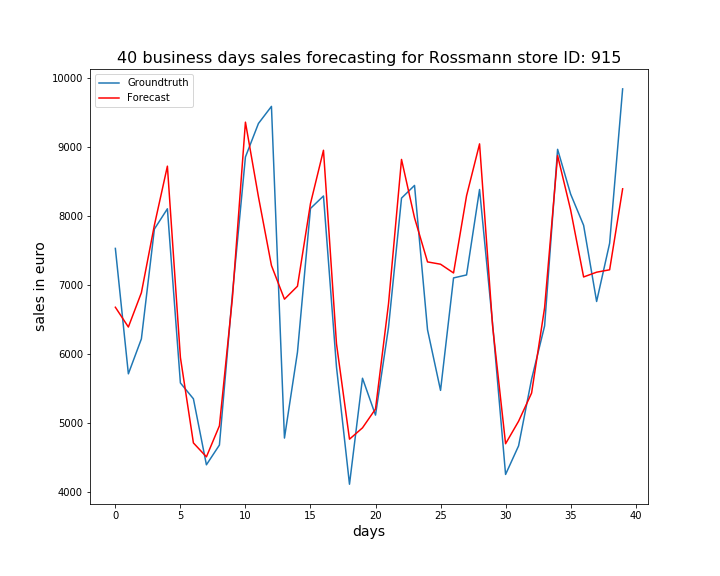 40 business days sales forecasting for Rossmann store ID: 915
Groundtruth
Forecast
10000
9000
8000
7000
6000
5000
4000
sales in euro
0 5 10 15 20 25 30 35 40
days